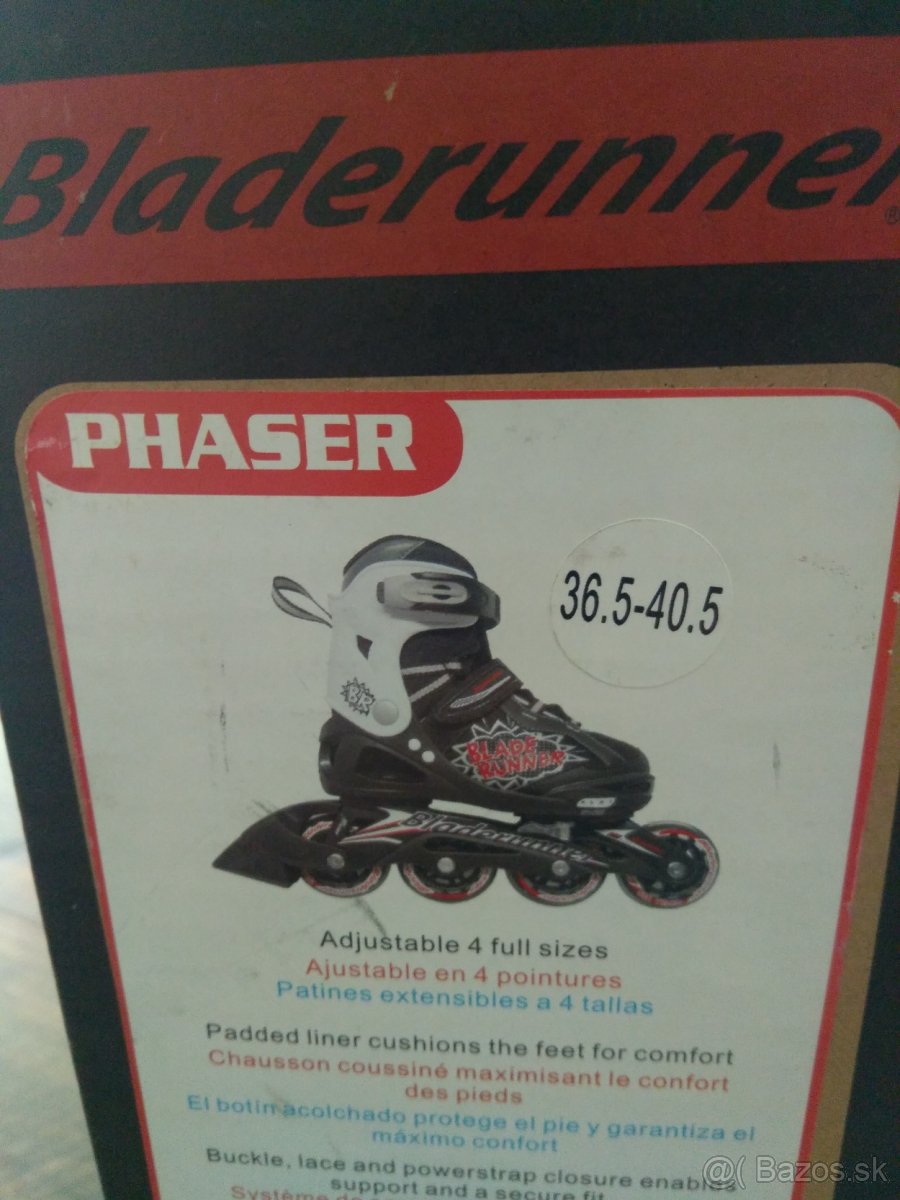 Bladerunner
®
PHASER
36.5-40.5
BR
BLADE
RUNNER
Bladerunner
Adjustable 4 full sizes
Ajustable en 4 pointures
Patines extensibles a 4 tallas
Padded liner cushions the feet for comfort
Chausson coussiné maximisant le confort
des pieds
El botín acolchado protege el pie y garantiza el
máximo confort
Buckle, lace and powerstrap closure enables
support and a secure fit
Système de
@( Bazos.sk